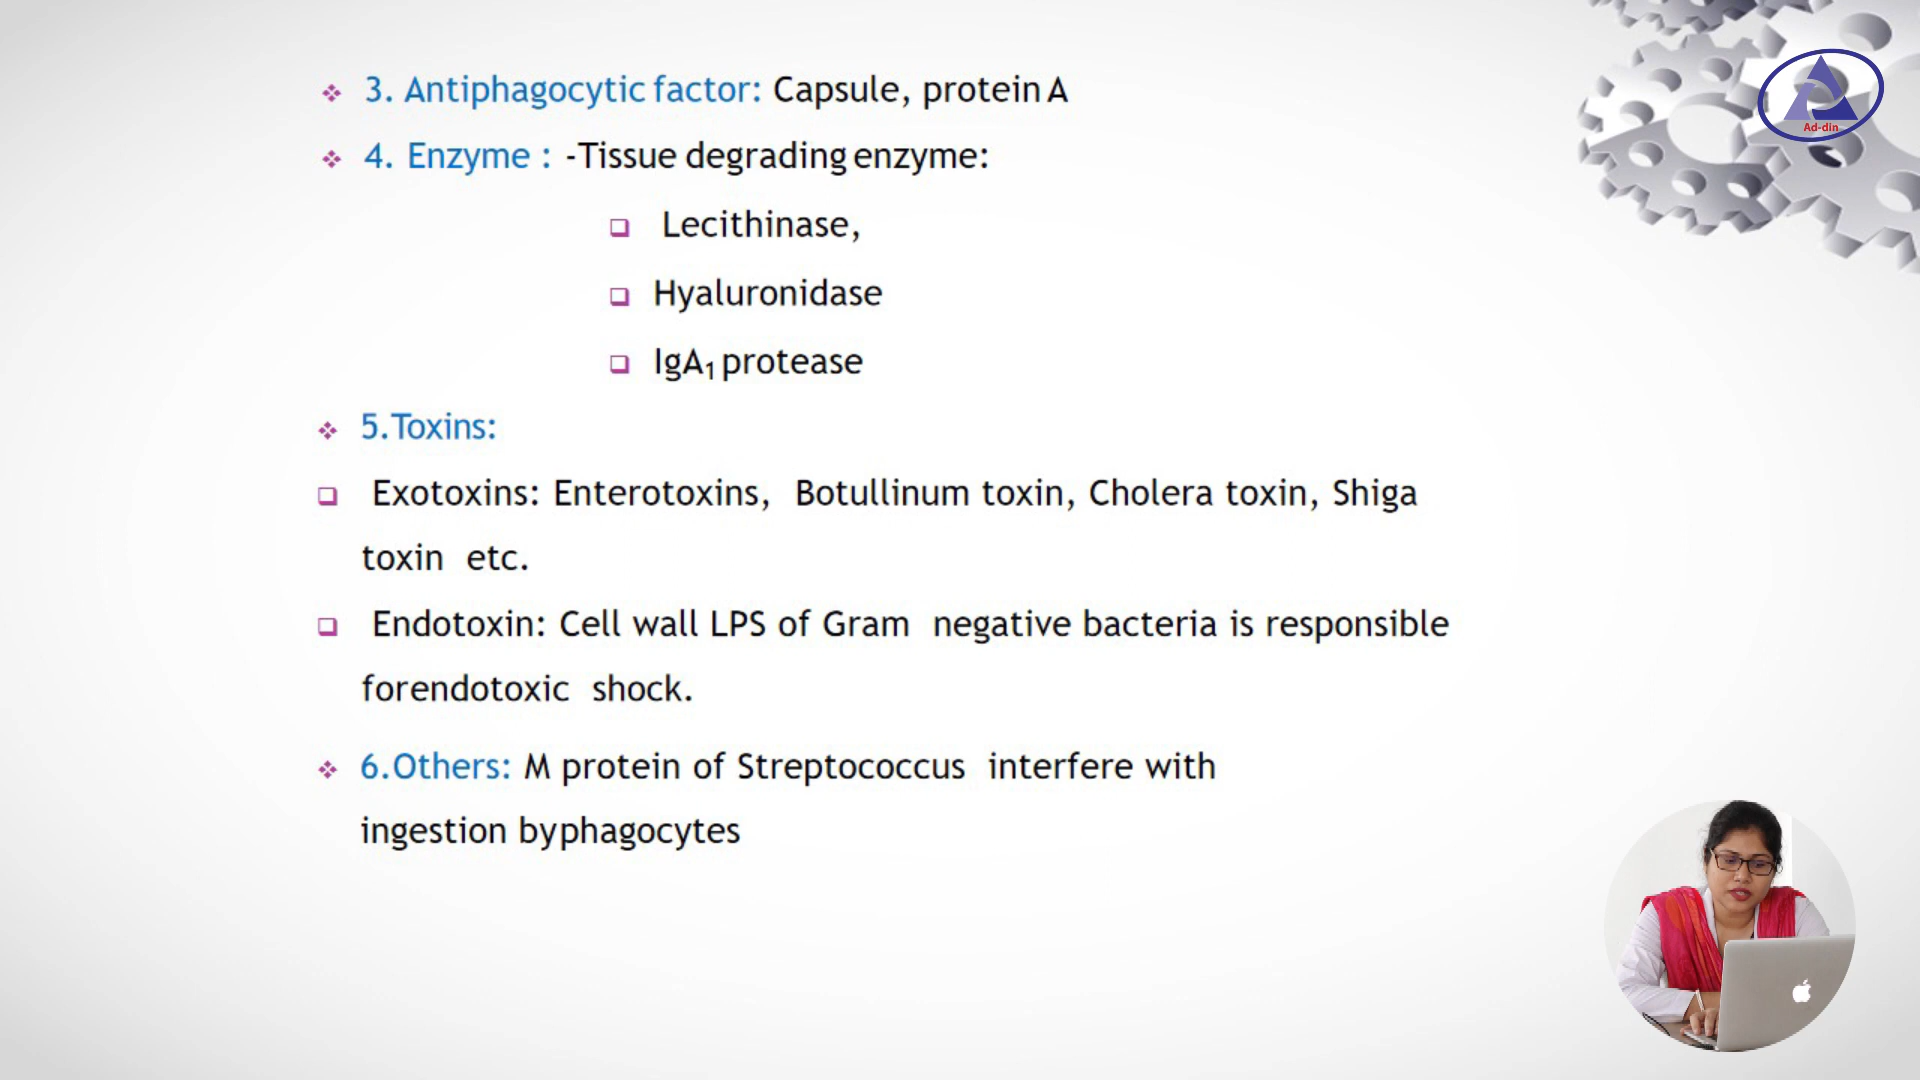 3. Antiphagocytic factor: Capsule, protein A
Ad-din
4. Enzyme : -Tissue degrading enzyme:
Lecithinase,
Hyaluronidase
IgA₁ protease
5.Toxins:
Exotoxins: Enterotoxins, Botullinum toxin, Cholera toxin, Shiga
toxin etc.
Endotoxin: Cell wall LPS of Gram negative bacteria is responsible
forendotoxic shock.
6.Others: M protein of Streptococcus interfere with
ingestion byphagocytes